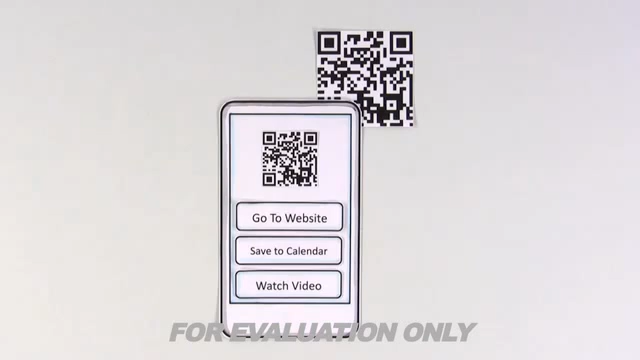 Go To Website
Save to Calendar
Watch Video
FOR EVALUATION ONLY